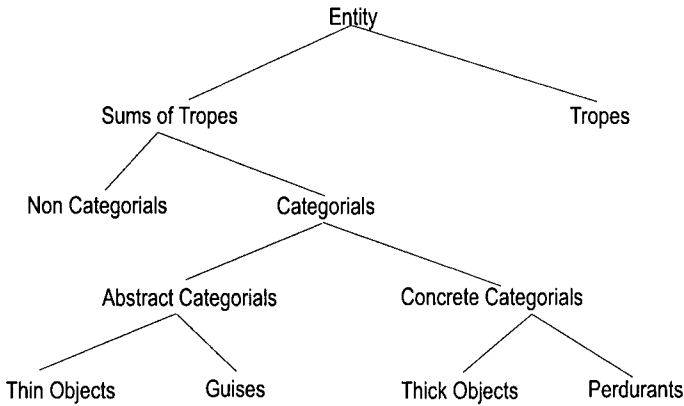 Entity
Sums of Tropes
Tropes
Non Categorials
Categorials
Abstract Categorials
Concrete Categorials
Thin Objects
Guises
Thick Objects
Perdurants